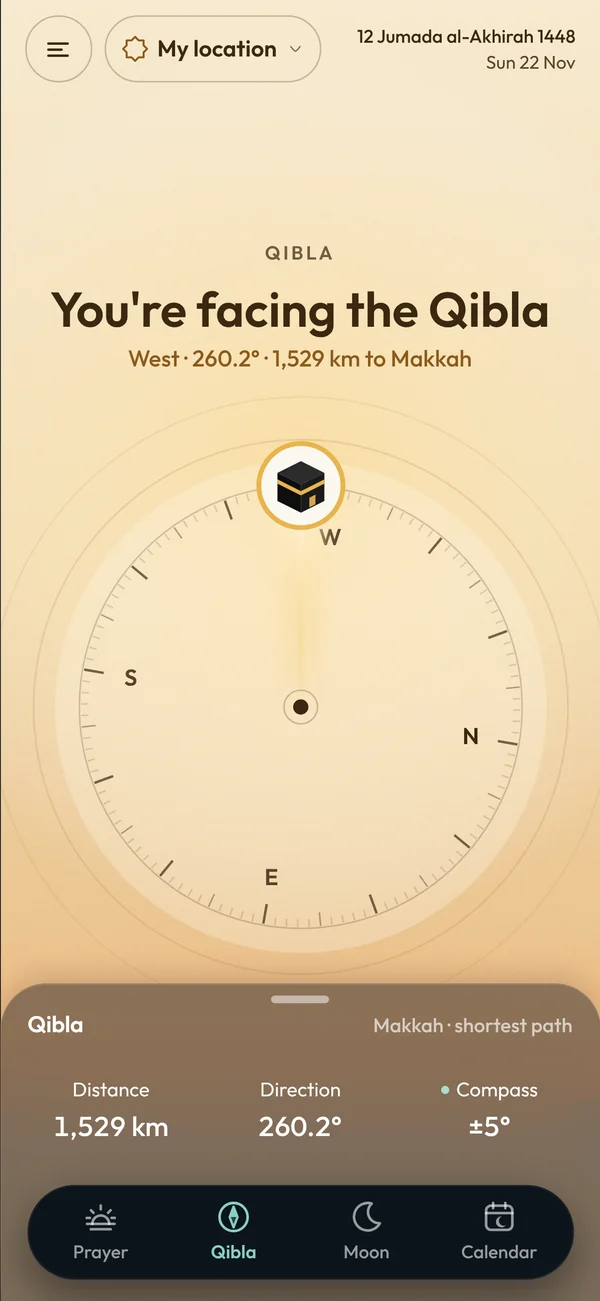 My location
12 Jumada al-Akhirah 1448
Sun 22 Nov
QIBLA
You're facing the Qibla
West · 260.2° · 1,529 km to Makkah
W
S
N
E
Qibla
Makkah · shortest path
Distance
Direction
Compass
1,529 km
260.2°
±5°
Prayer
Qibla
Moon
Calendar